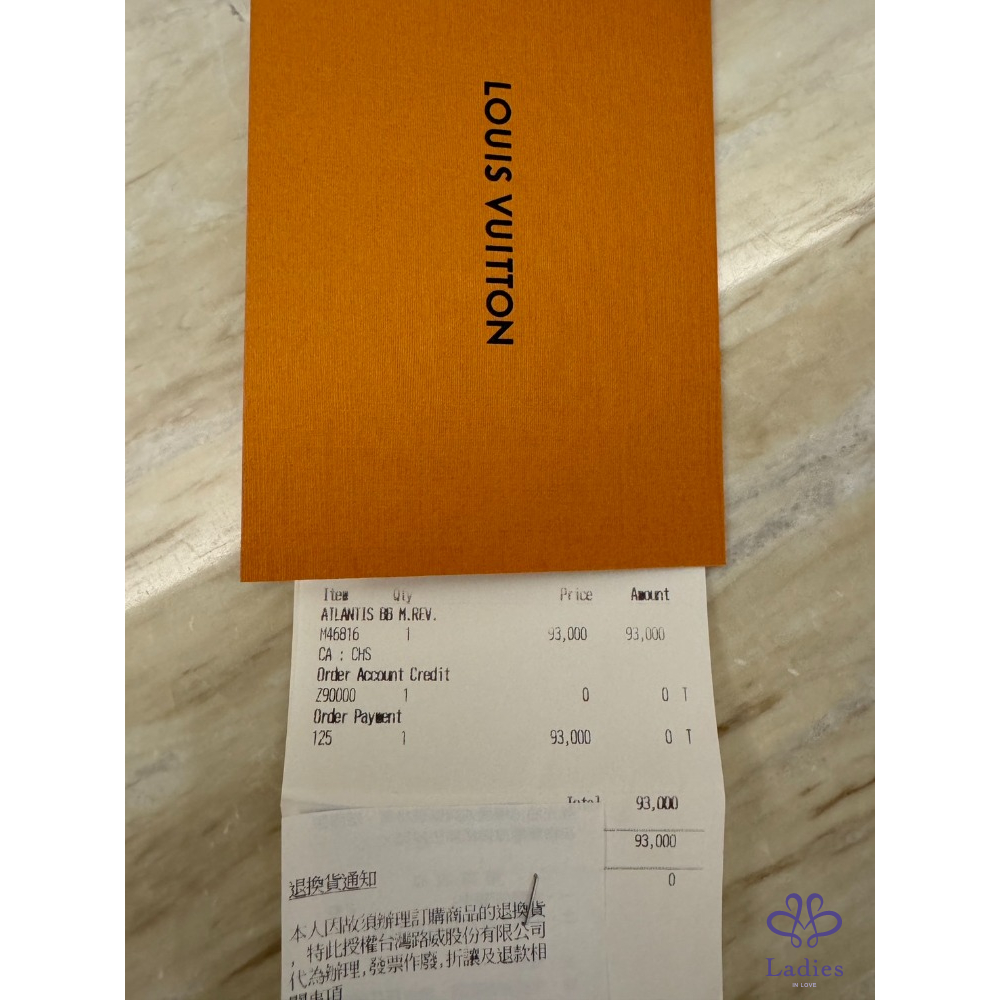 LOUIS VUITTON
Item Qty Price Amount
ATLANTIS BB M.REV.
M46816 1 93,000 93,000
CA : CHS
Order Account Credit
Z90000 1 0 0 T
Order Payment
125 1 93,000 0 T
Total 93,000
93,000
0
退換貨通知
本人因故須辦理訂購商品的退換貨
，特此授權台灣路威股份有限公司
代為辦理,發票作廢,折讓及退款相
關事項
Ladies
IN LOVE